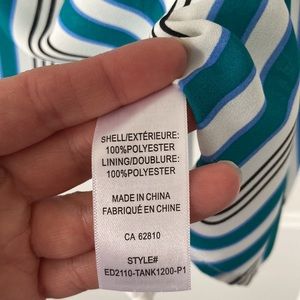 SHELL/EXTÉRIEURE:
100%POLYESTER
LINING/DOUBLURE:
100%POLYESTER
MADE IN CHINA
FABRIQUÉ EN CHINE
CA 62810
STYLE#
ED2110-TANK1200-P1